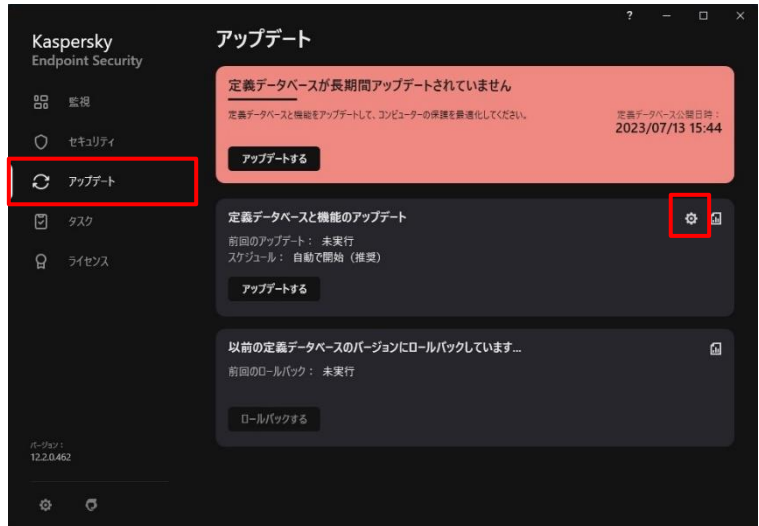 Kaspersky
Endpoint Security
監視
セキュリティ
アップデート
タスク
ライセンス
バージョン：
12.2.0.462
?
アップデート
定義データベースが長期間アップデートされていません
定義データベースと機能をアップデートして、コンピューターの保護を最適化してください。
定義データベース公開日時：
2023/07/13 15:44
アップデートする
定義データベースと機能のアップデート
前回のアップデート： 未実行
スケジュール： 自動で開始（推奨）
アップデートする
以前の定義データベースのバージョンにロールバックしています...
前回のロールバック： 未実行
ロールバックする